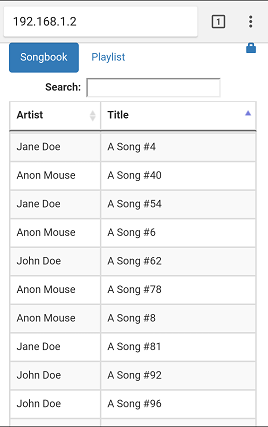 192.168.1.2
1
Songbook Playlist
Search:
Artist Title
Jane Doe A Song #4
Anon Mouse A Song #40
Jane Doe A Song #54
Anon Mouse A Song #6
John Doe A Song #62
Anon Mouse A Song #78
Anon Mouse A Song #8
Jane Doe A Song #81
John Doe A Song #92
John Doe A Song #96